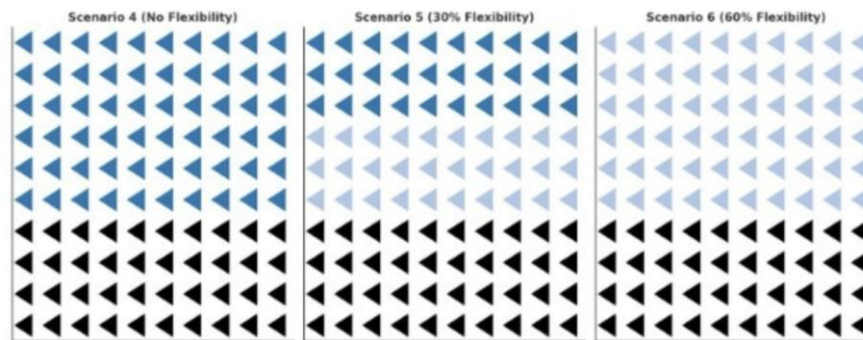 Scenario 4 (No Flexibility)
Scenario 5 (30% Flexibility)
Scenario 6 (60% Flexibility)